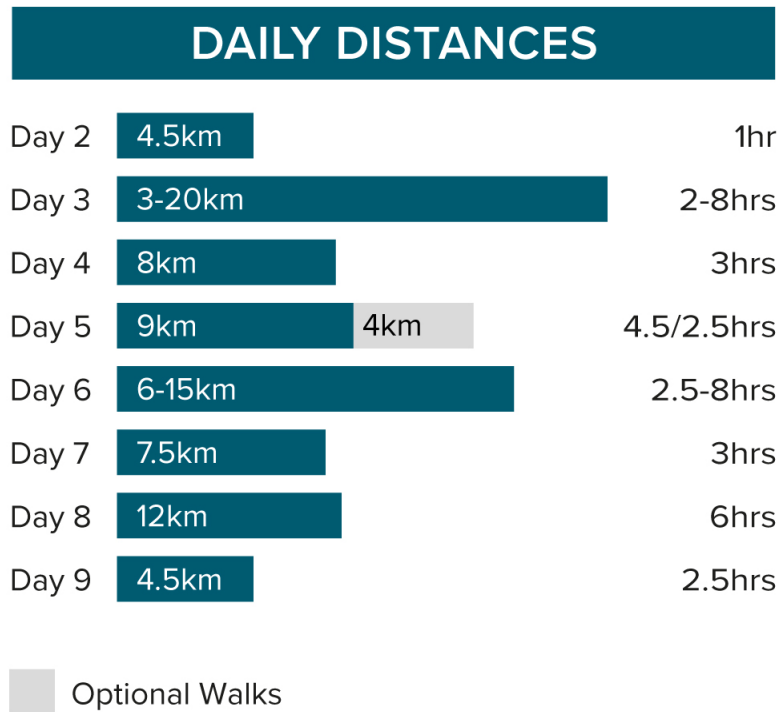 DAILY DISTANCES
Day 2 4.5km 1hr
Day 3 3-20km 2-8hrs
Day 4 8km 3hrs
Day 5 9km 4km 4.5/2.5hrs
Day 6 6-15km 2.5-8hrs
Day 7 7.5km 3hrs
Day 8 12km 6hrs
Day 9 4.5km 2.5hrs
Optional Walks